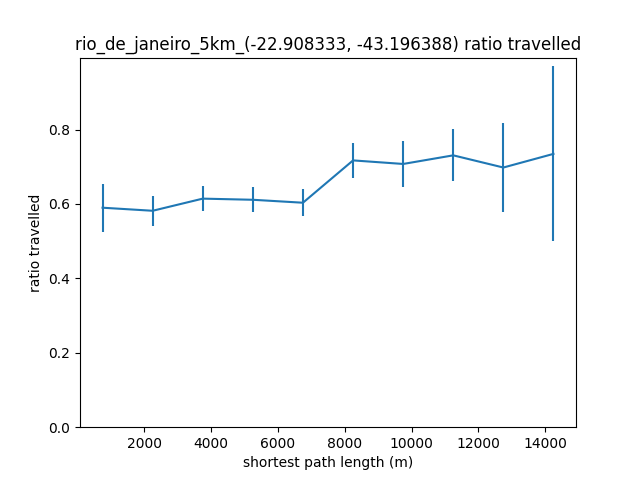 rio_de_janeiro_5km_(-22.908333, -43.196388) ratio travelled
0.8
0.6
0.4
0.2
0.0
ratio travelled
2000 4000 6000 8000 10000 12000 14000
shortest path length (m)